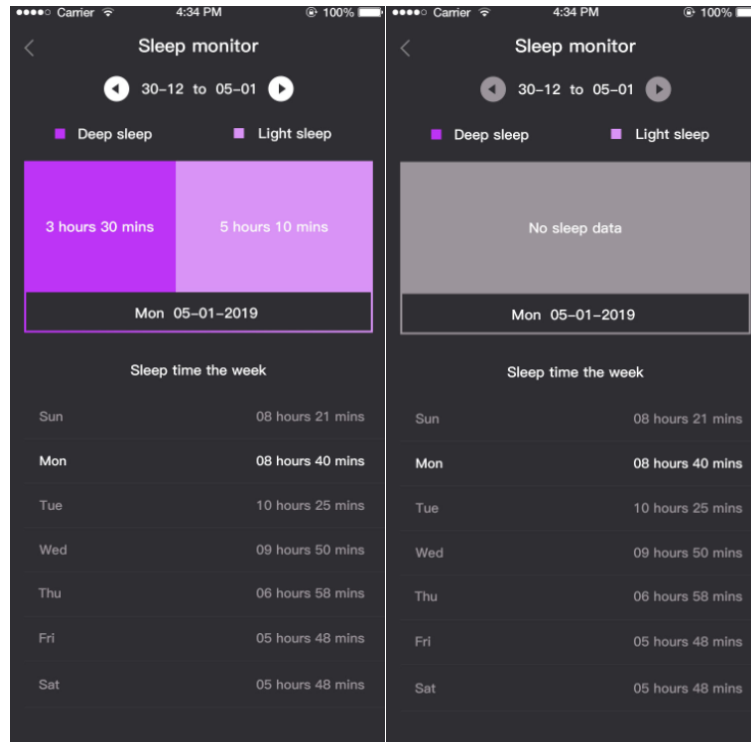 Carrier 4:34 PM 100%
Sleep monitor
30-12 to 05-01
Deep sleep Light sleep
3 hours 30 mins 5 hours 10 mins
Mon 05-01-2019
Sleep time the week
Sun 08 hours 21 mins
Mon 08 hours 40 mins
Tue 10 hours 25 mins
Wed 09 hours 50 mins
Thu 06 hours 58 mins
Fri 05 hours 48 mins
Sat 05 hours 48 mins
Carrier 4:34 PM 100%
Sleep monitor
30-12 to 05-01
Deep sleep Light sleep
No sleep data
Mon 05-01-2019
Sleep time the week
Sun 08 hours 21 mins
Mon 08 hours 40 mins
Tue 10 hours 25 mins
Wed 09 hours 50 mins
Thu 06 hours 58 mins
Fri 05 hours 48 mins
Sat 05 hours 48 mins